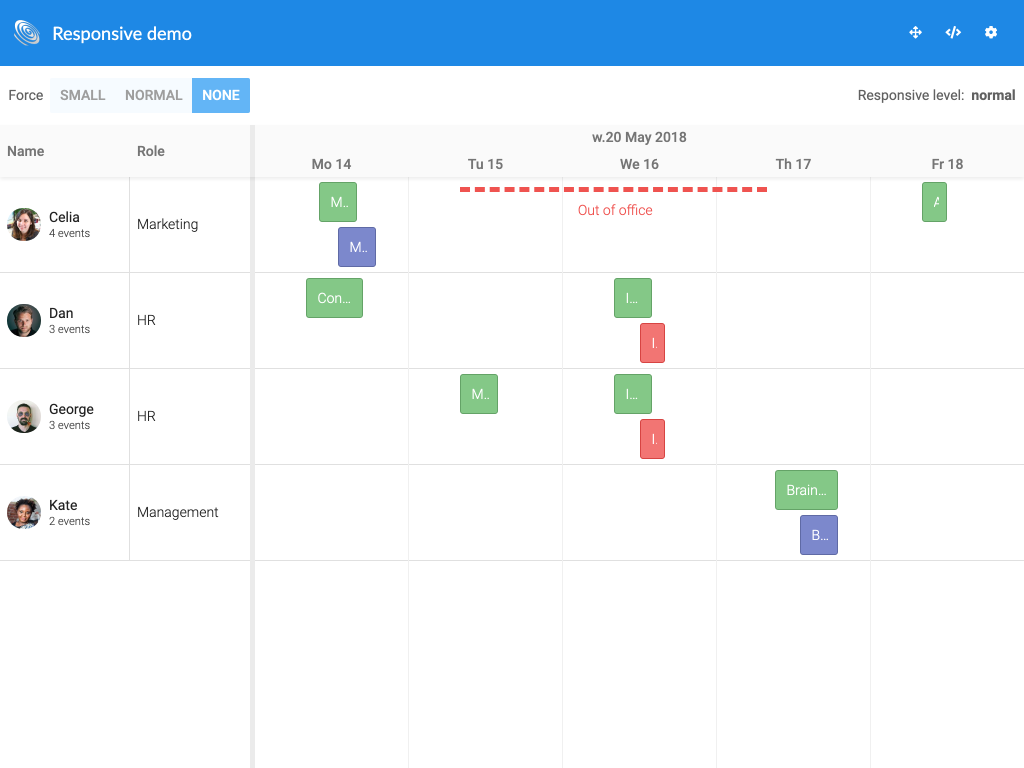 Responsive demo
Force SMALL NORMAL NONE
Responsive level: normal
Name Role
w.20 May 2018
Mo 14 Tu 15 We 16 Th 17 Fr 18
Celia
4 events
Marketing
M..
M..
Out of office
A
Dan
3 events
HR
Con...
I...
I.
George
3 events
HR
M..
I...
I.
Kate
2 events
Management
Brain...
B...